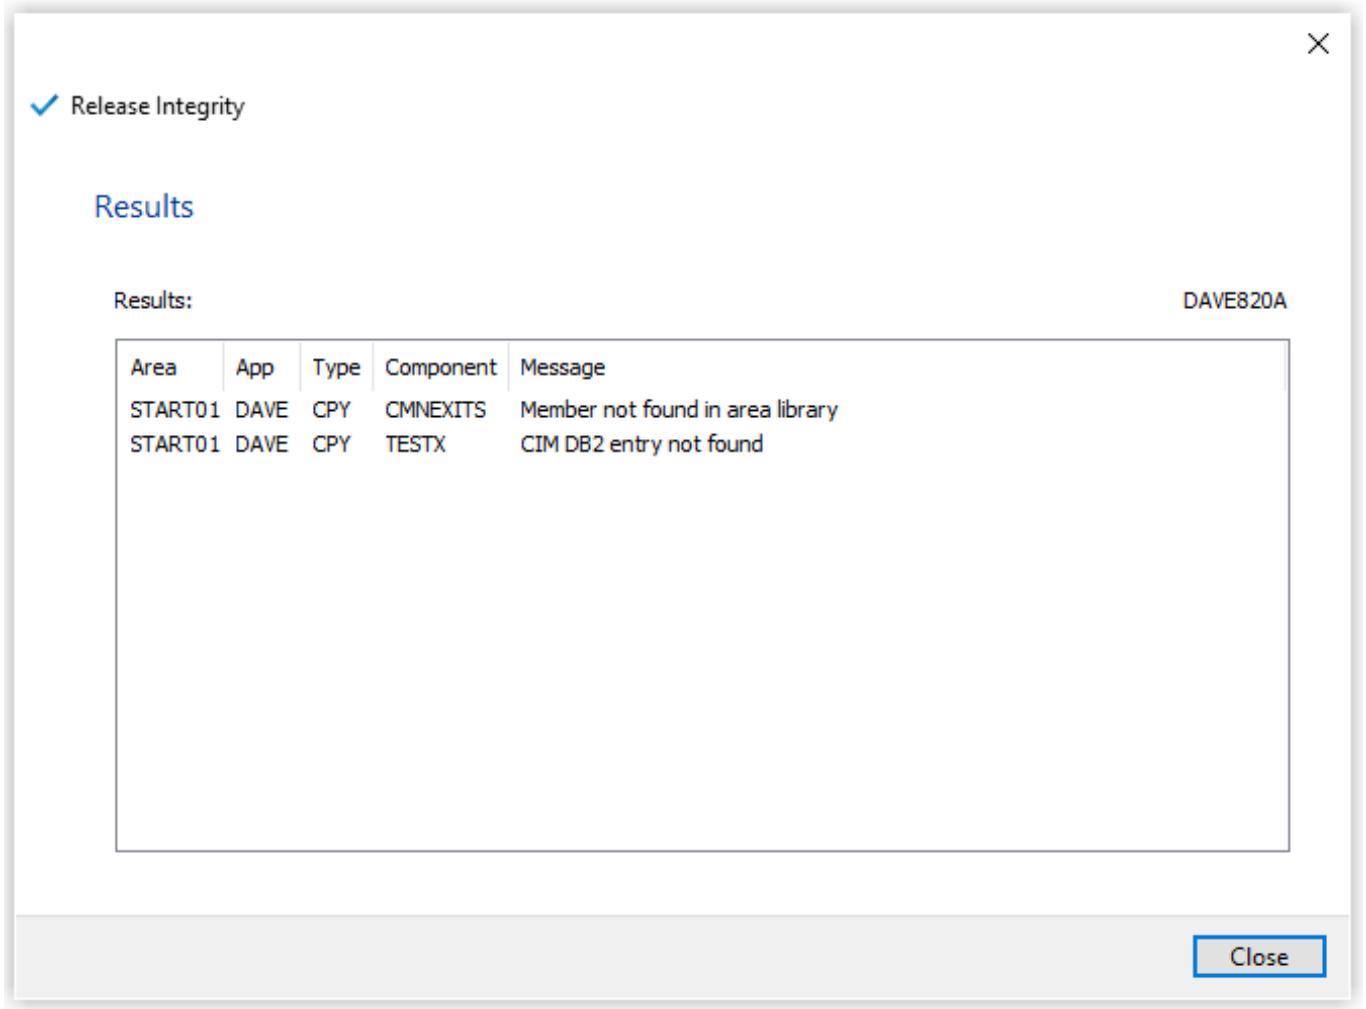 Release Integrity
Results
Results: DAVE820A
Area App Type Component Message
START01 DAVE CPY CMNEXITS Member not found in area library
START01 DAVE CPY TESTX CIM DB2 entry not found
Close